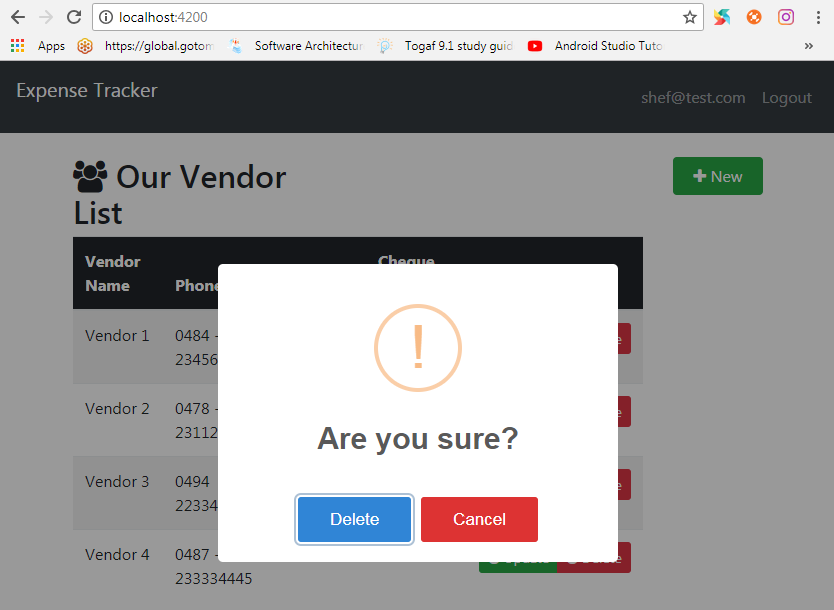 localhost:4200
Apps https://global.gotom Software Architectur Togaf 9.1 study guid Android Studio Tuto »
Expense Tracker shef@test.com Logout
Our Vendor
List
New
Vendor
Name
Phone
Cheque
Vendor 1 0484 -
23456
Vendor 2 0478 -
23112
Vendor 3 0494
22334
Vendor 4 0487 -
233334445
!
Are you sure?
Delete Cancel